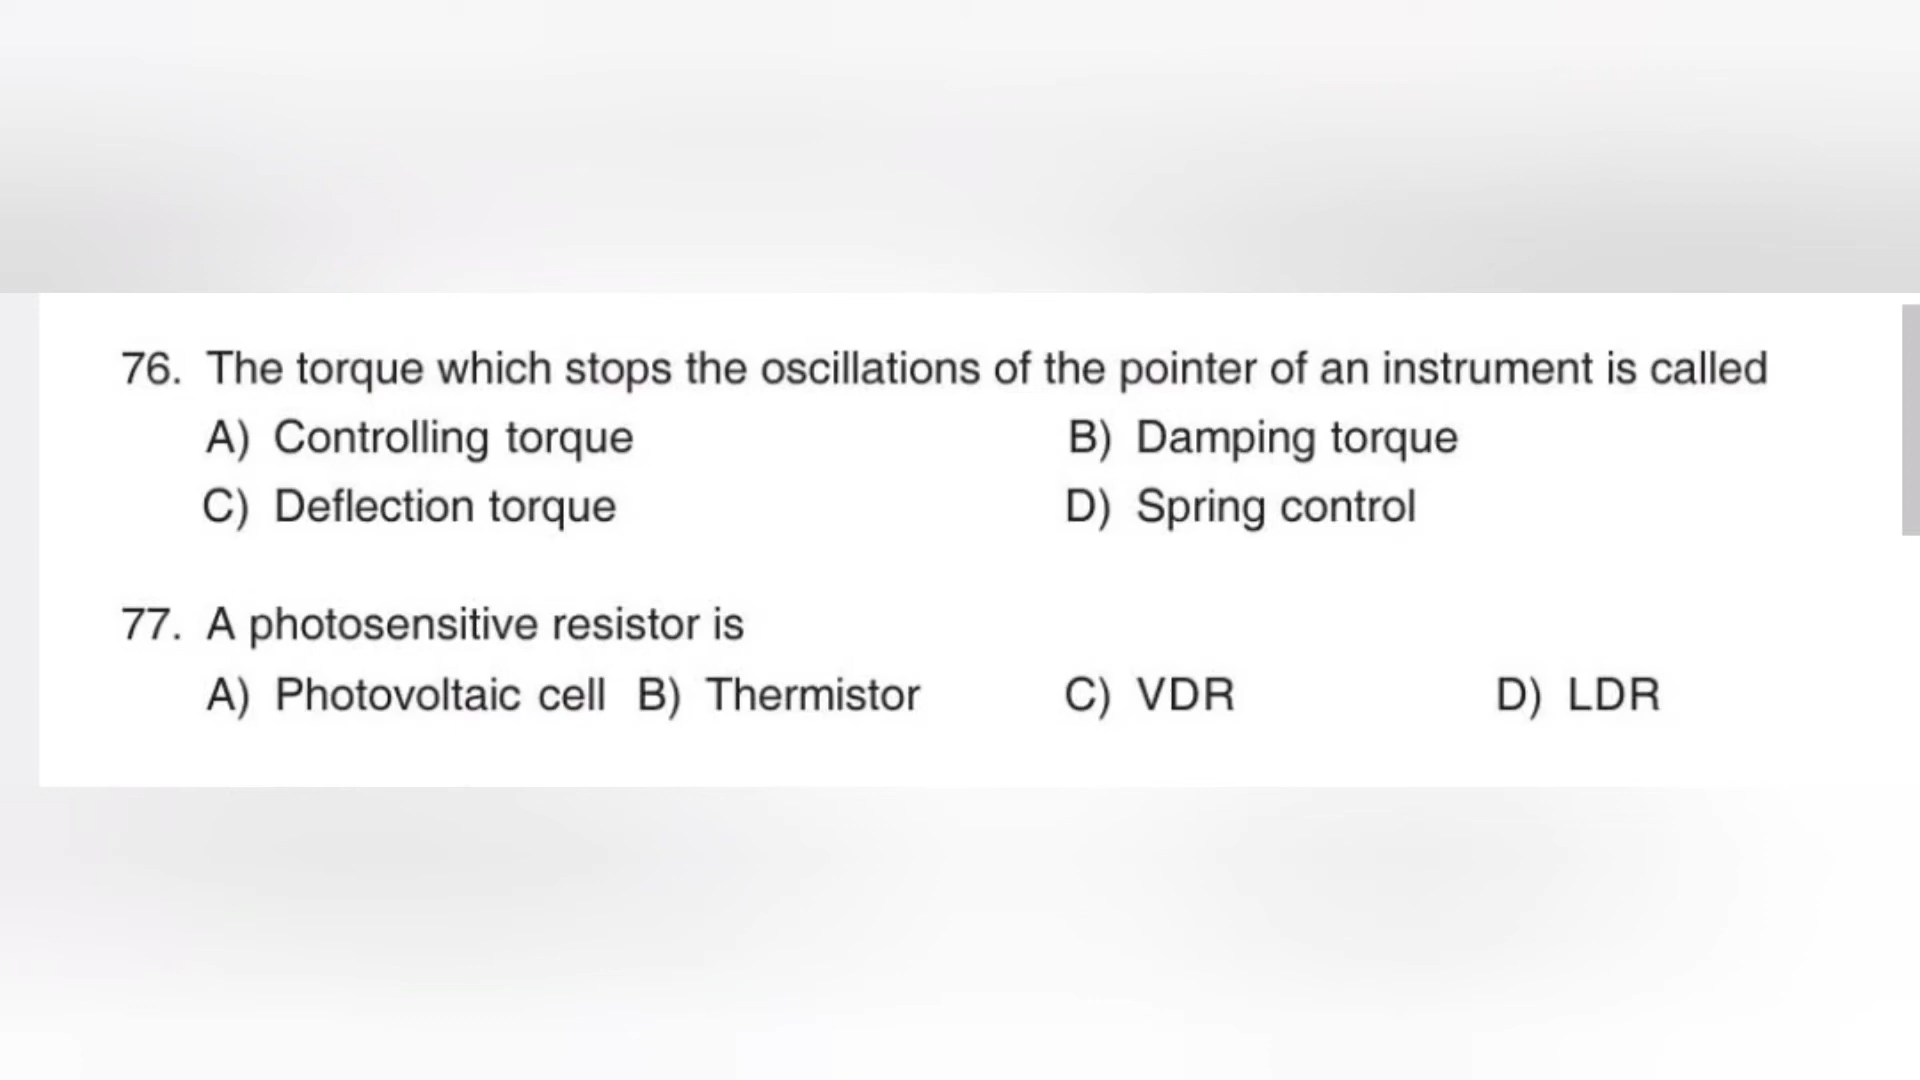 76. The torque which stops the oscillations of the pointer of an instrument is called
A) Controlling torque B) Damping torque
C) Deflection torque D) Spring control
77. A photosensitive resistor is
A) Photovoltaic cell B) Thermistor C) VDR D) LDR